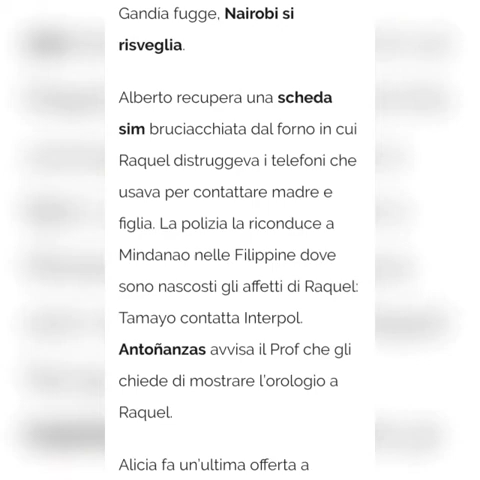 Gandía fugge, Nairobi si
risveglia.
Alberto recupera una scheda
sim bruciacchiata dal forno in cui
Raquel distruggeva i telefoni che
usava per contattare madre e
figlia. La polizia la riconduce a
Mindanao nelle Filippine dove
sono nascosti gli affetti di Raquel:
Tamayo contatta Interpol.
Antoñanzas avvisa il Prof che gli
chiede di mostrare l'orologio a
Raquel.
Alicia fa un'ultima offerta a